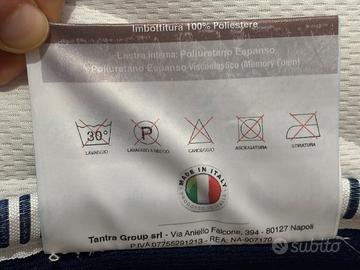 Imbottitura 100% Poliestere
Lastra interna: Poliuretano Espanso
Poliuretano Espanso Viscoelastico (Memory Foam)
30°
P
LAVAGGIO
LAVAGGIO A SECCO
CANDEGGIO
ASCIUGATURA
STIRATURA
MADE IN ITALY
Tantra Group srl - Via Aniello Falcone, 394 - 80127 Napoli
P.IVA 07755291213 - REA: NA-907170
subito